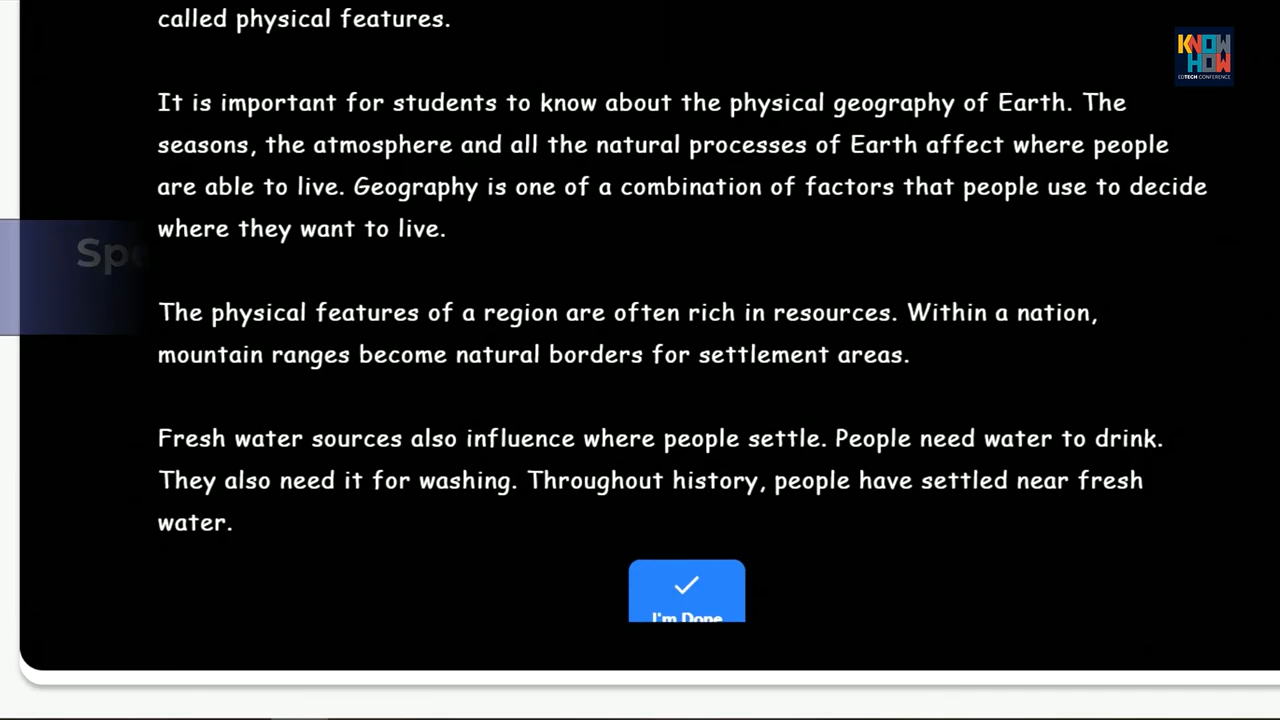 called physical features.
KNOW
HOW
EDTECH CONFERENCE
It is important for students to know about the physical geography of Earth. The
seasons, the atmosphere and all the natural processes of Earth affect where people
are able to live. Geography is one of a combination of factors that people use to decide
where they want to live.
The physical features of a region are often rich in resources. Within a nation,
mountain ranges become natural borders for settlement areas.
Fresh water sources also influence where people settle. People need water to drink.
They also need it for washing. Throughout history, people have settled near fresh
water.
I'm Done